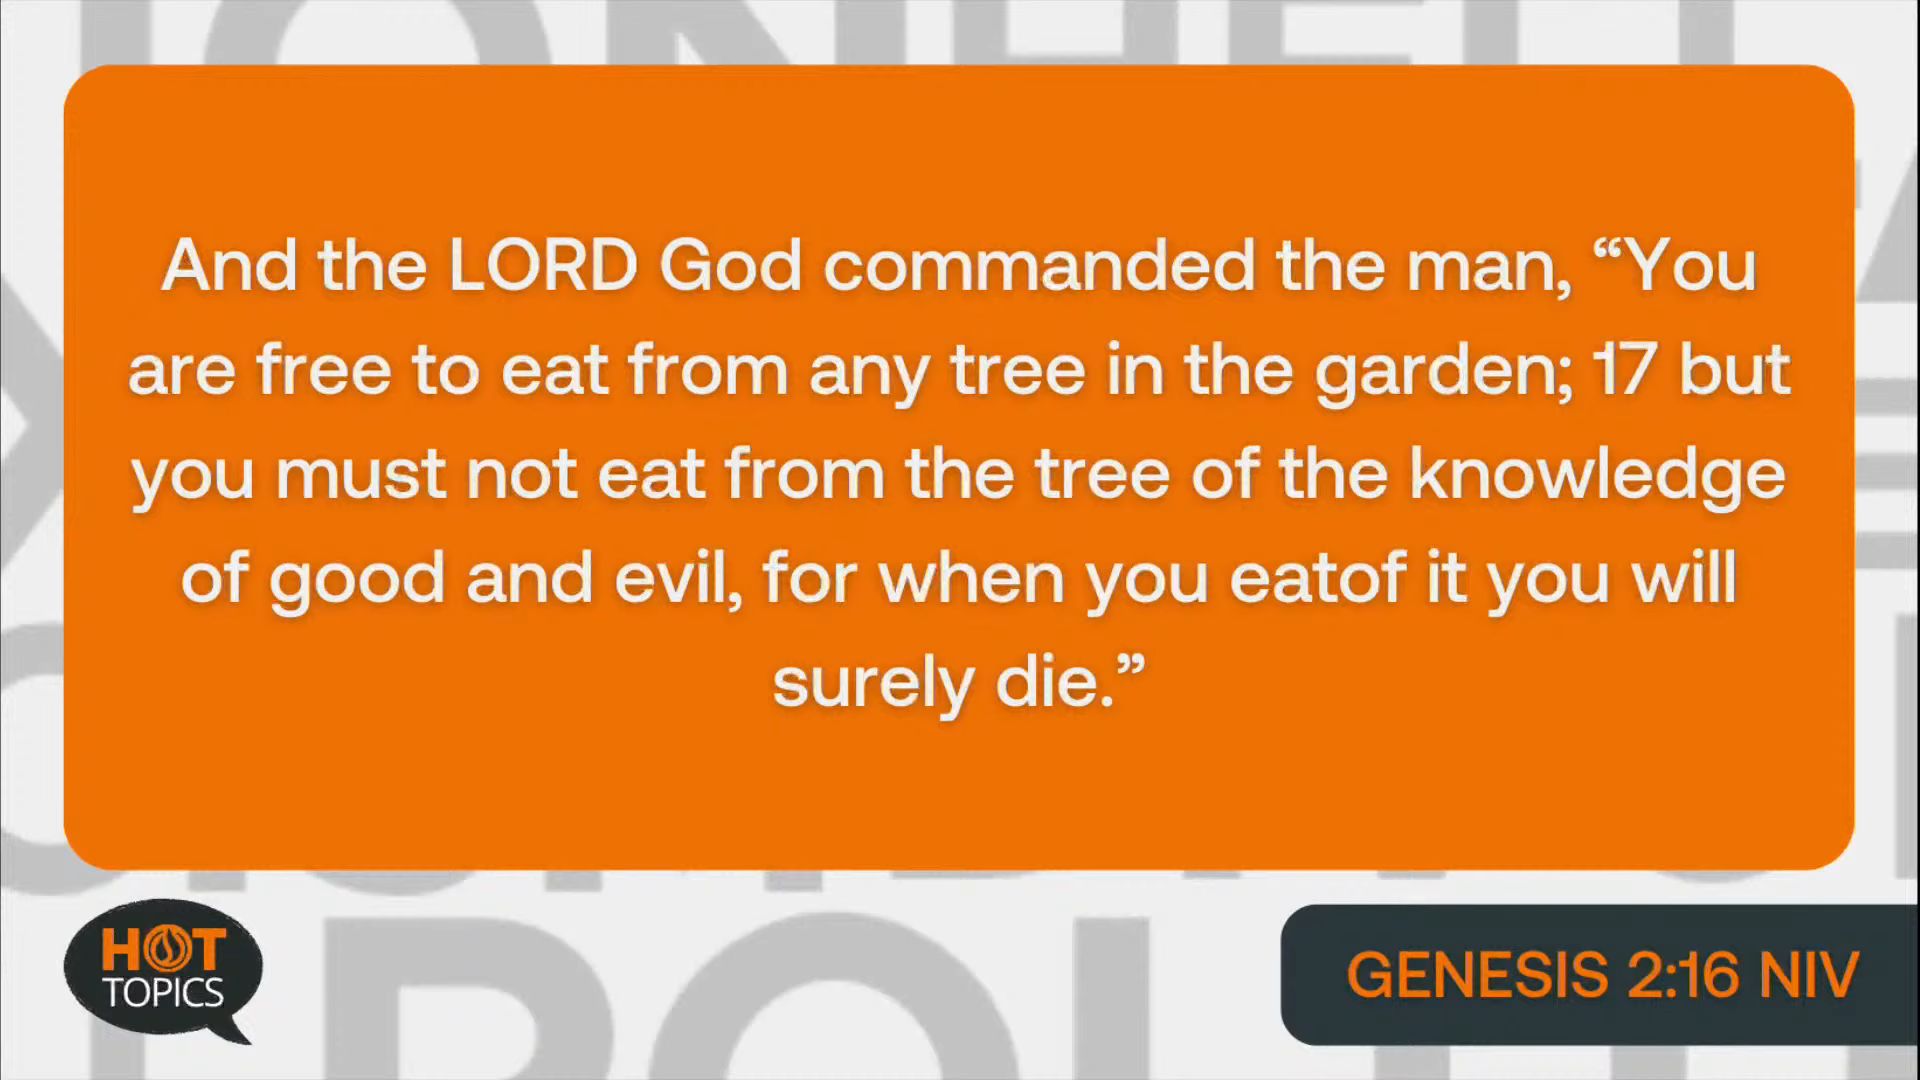 And the LORD God commanded the man, “You
are free to eat from any tree in the garden; 17 but
you must not eat from the tree of the knowledge
of good and evil, for when you eatof it you will
surely die.”
HOT
TOPICS
GENESIS 2:16 NIV